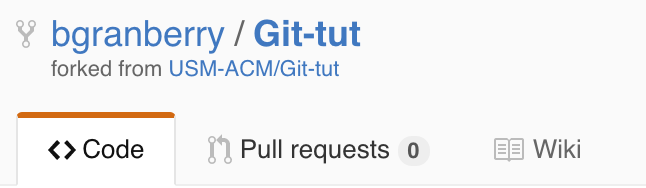 bgranberry / Git-tut
forked from USM-ACM/Git-tut
Code Pull requests 0 Wiki